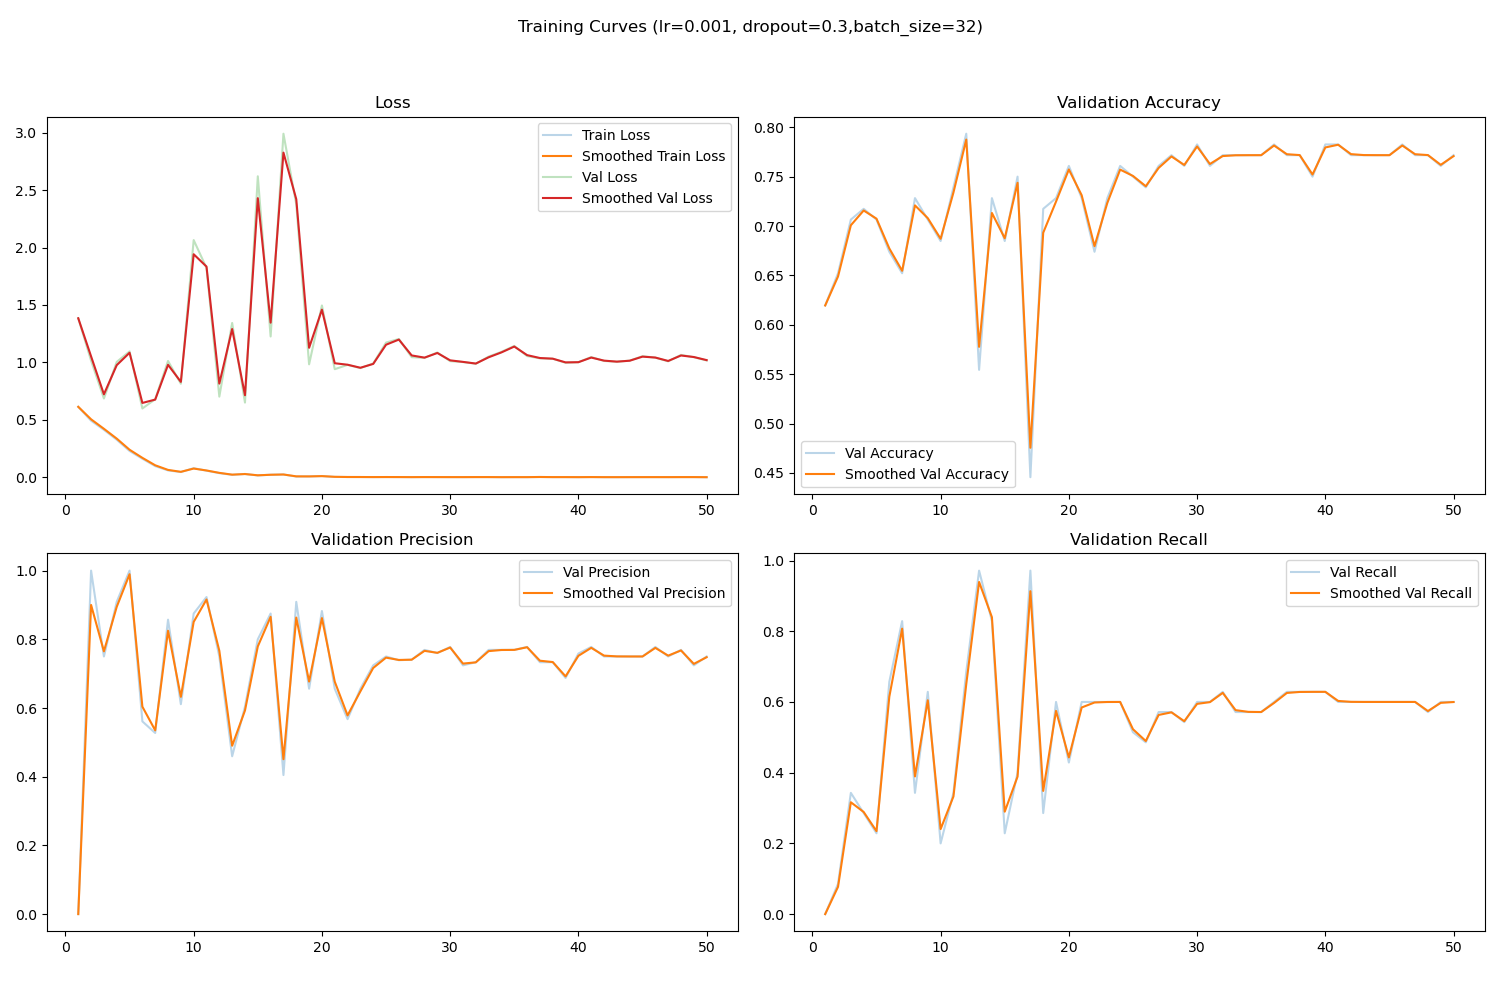 Training Curves (lr=0.001, dropout=0.3,batch_size=32)
Loss
3.0
2.5
2.0
1.5
1.0
0.5
0.0
0 10 20 30 40 50
Train Loss
Smoothed Train Loss
Val Loss
Smoothed Val Loss
Validation Accuracy
0.80
0.75
0.70
0.65
0.60
0.55
0.50
0.45
0 10 20 30 40 50
Val Accuracy
Smoothed Val Accuracy
Validation Precision
1.0
0.8
0.6
0.4
0.2
0.0
0 10 20 30 40 50
Val Precision
Smoothed Val Precision
Validation Recall
1.0
0.8
0.6
0.4
0.2
0.0
0 10 20 30 40 50
Val Recall
Smoothed Val Recall